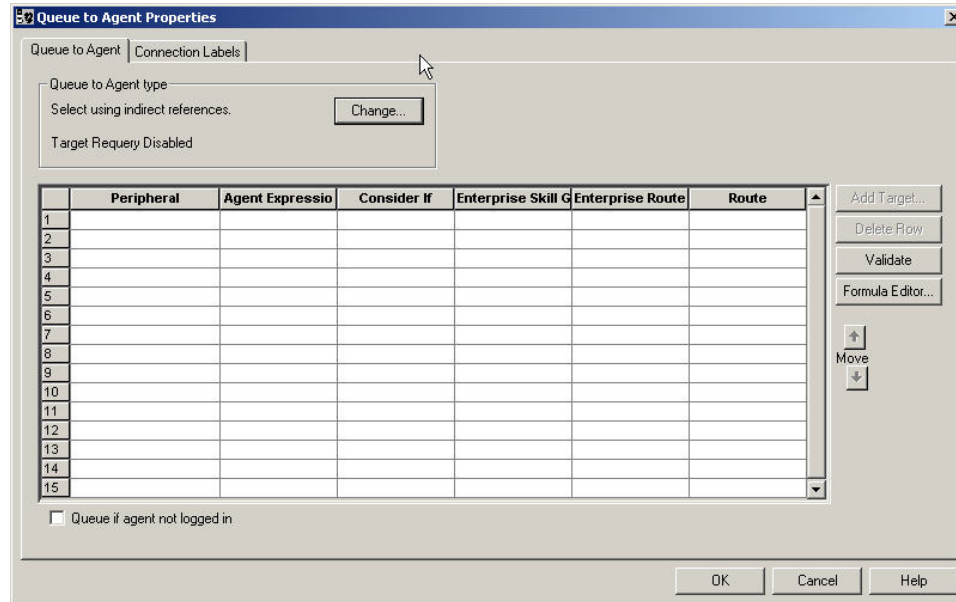 Queue to Agent Properties
Queue to Agent
Connection Labels
Queue to Agent type
Select using indirect references.
Change...
Target Requery Disabled
Peripheral Agent Expressio Consider If Enterprise Skill G Enterprise Route Route
1
2
3
4
5
6
7
8
9
10
11
12
13
14
15
Add Target...
Delete Row
Validate
Formula Editor...
Move
Queue if agent not logged in
OK Cancel Help